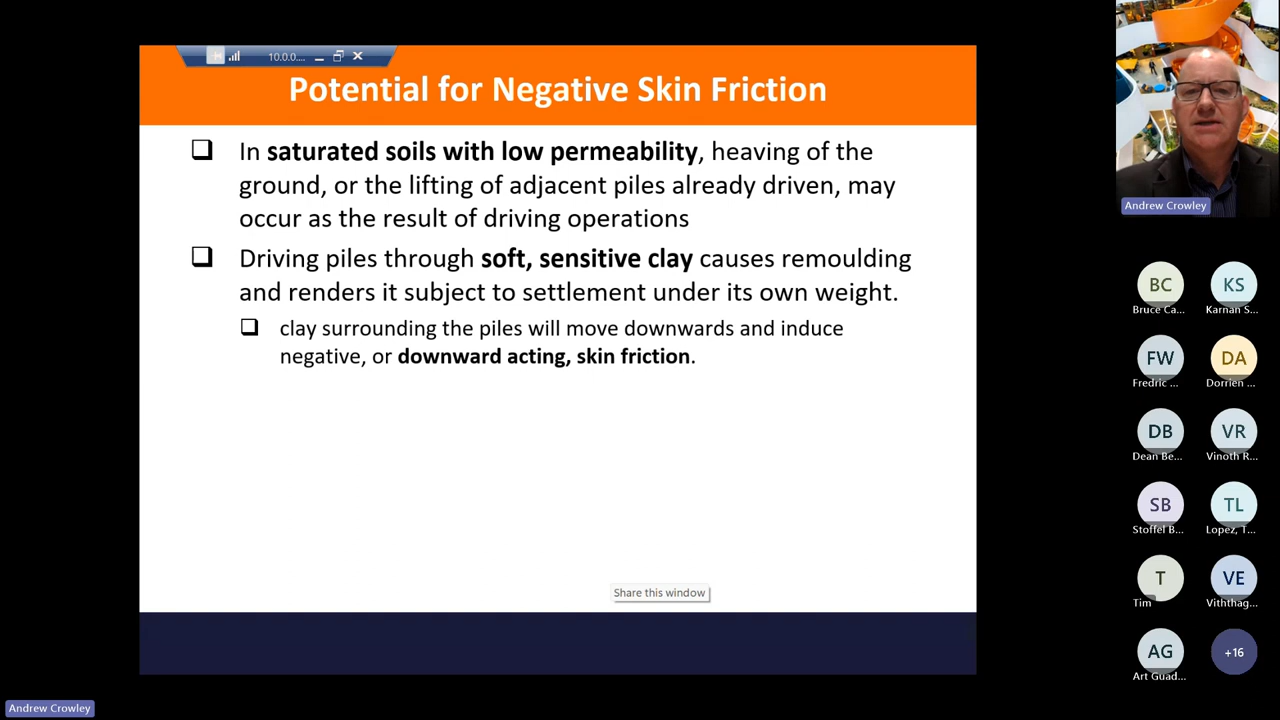 10.0.0....
Potential for Negative Skin Friction
In saturated soils with low permeability, heaving of the
ground, or the lifting of adjacent piles already driven, may
occur as the result of driving operations
Driving piles through soft, sensitive clay causes remoulding
and renders it subject to settlement under its own weight.
clay surrounding the piles will move downwards and induce
negative, or downward acting, skin friction.
Share this window
Andrew Crowley
BC
KS
Bruce Ca...
Karnan S...
FW
DA
Fredric ...
Dorrien ...
DB
VR
Dean Be...
Vinoth R...
SB
TL
Stoffel B...
Lopez, T...
T
VE
Tim
Viththag...
AG
+16
Art Guad...
Andrew Crowley